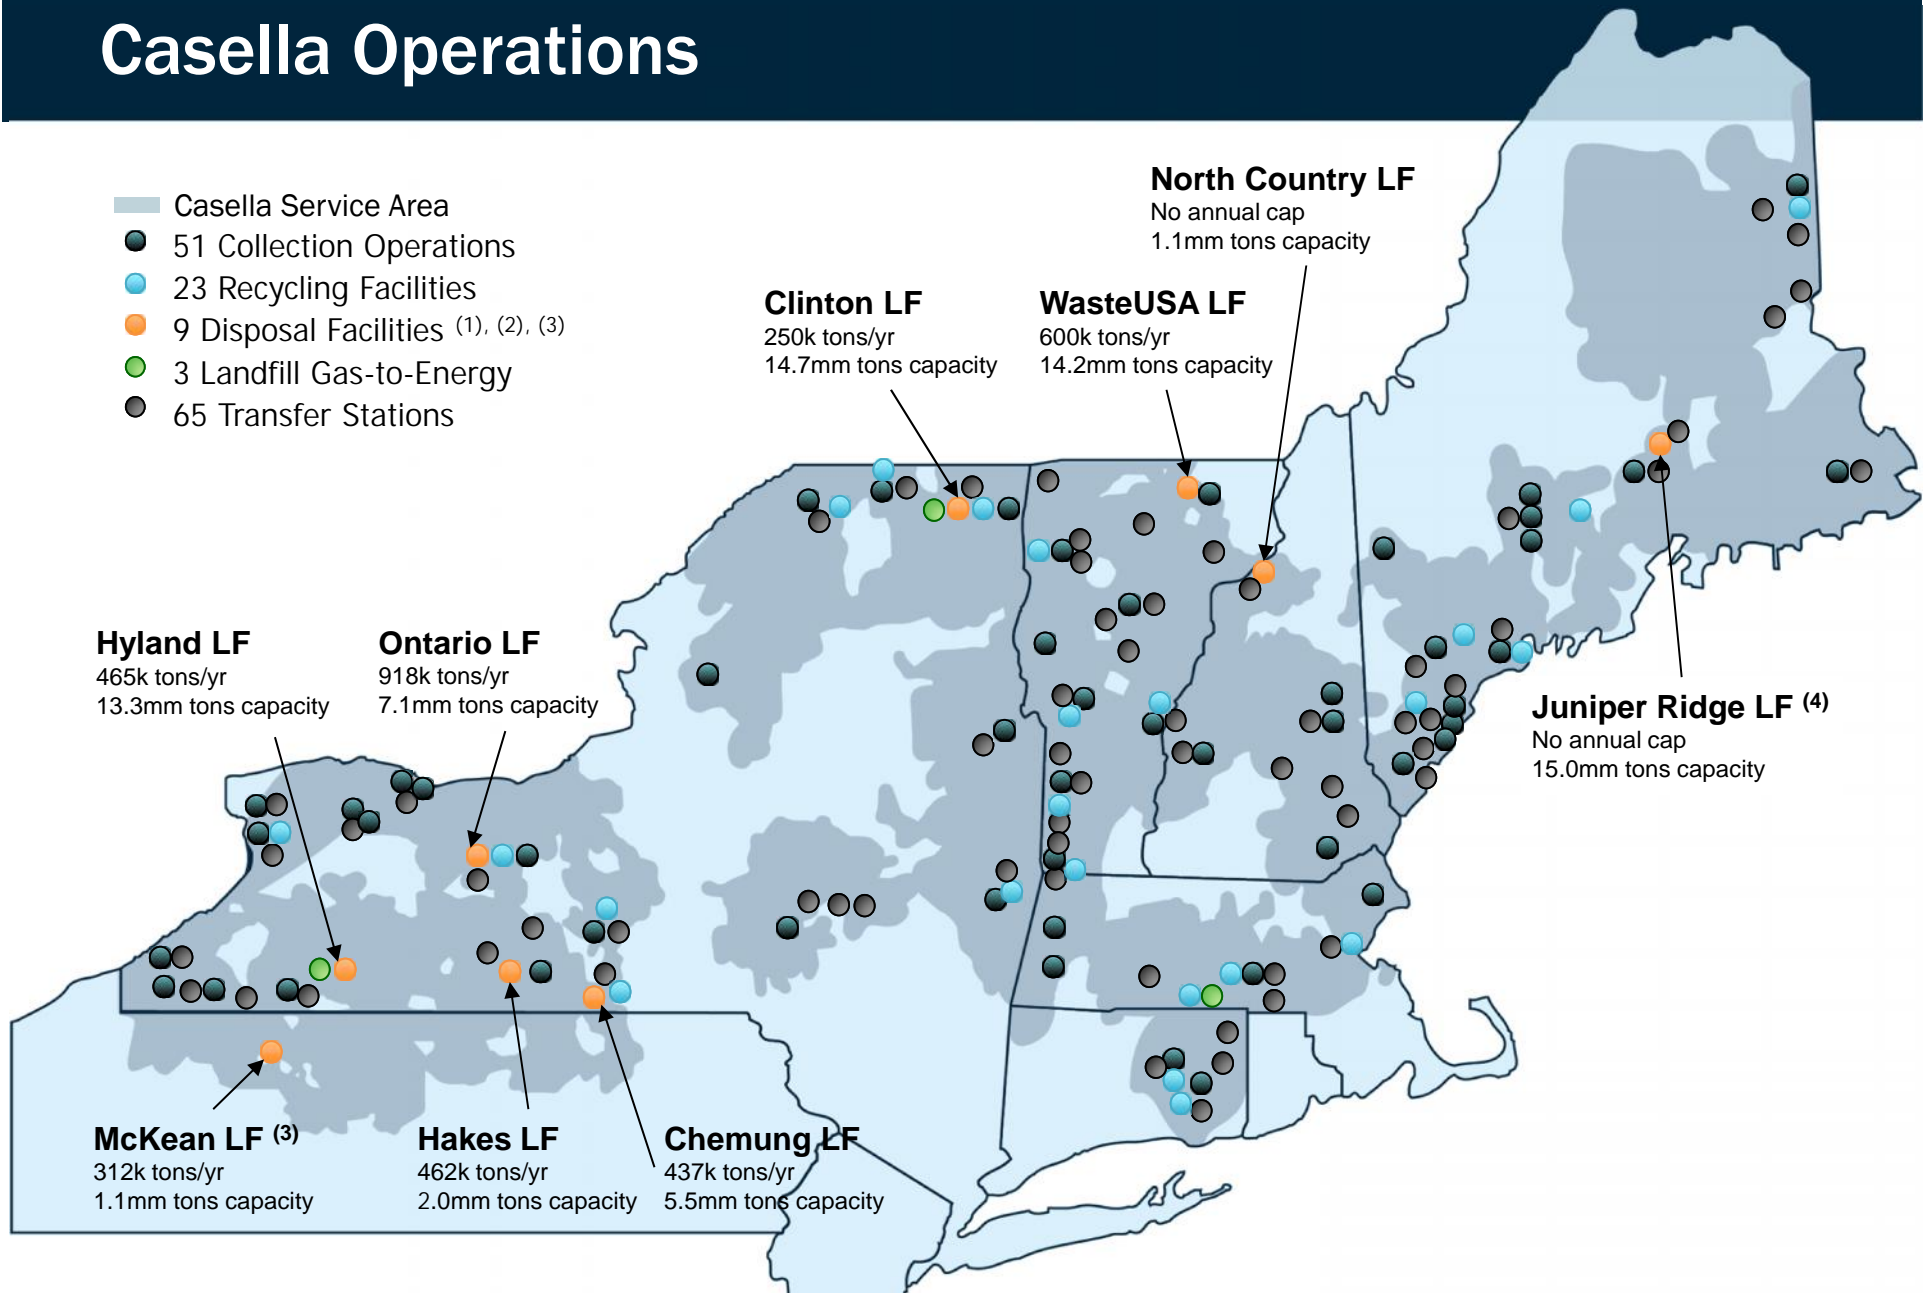 Casella Operations
Casella Service Area
51 Collection Operations
23 Recycling Facilities
9 Disposal Facilities (1), (2), (3)
3 Landfill Gas-to-Energy
65 Transfer Stations
North Country LF
No annual cap
1.1mm tons capacity
Clinton LF
250k tons/yr
14.7mm tons capacity
WasteUSA LF
600k tons/yr
14.2mm tons capacity
Hyland LF
465k tons/yr
13.3mm tons capacity
Ontario LF
918k tons/yr
7.1mm tons capacity
Juniper Ridge LF (4)
No annual cap
15.0mm tons capacity
McKean LF (3)
312k tons/yr
1.1mm tons capacity
Hakes LF
462k tons/yr
2.0mm tons capacity
Chemung LF
437k tons/yr
5.5mm tons capacity